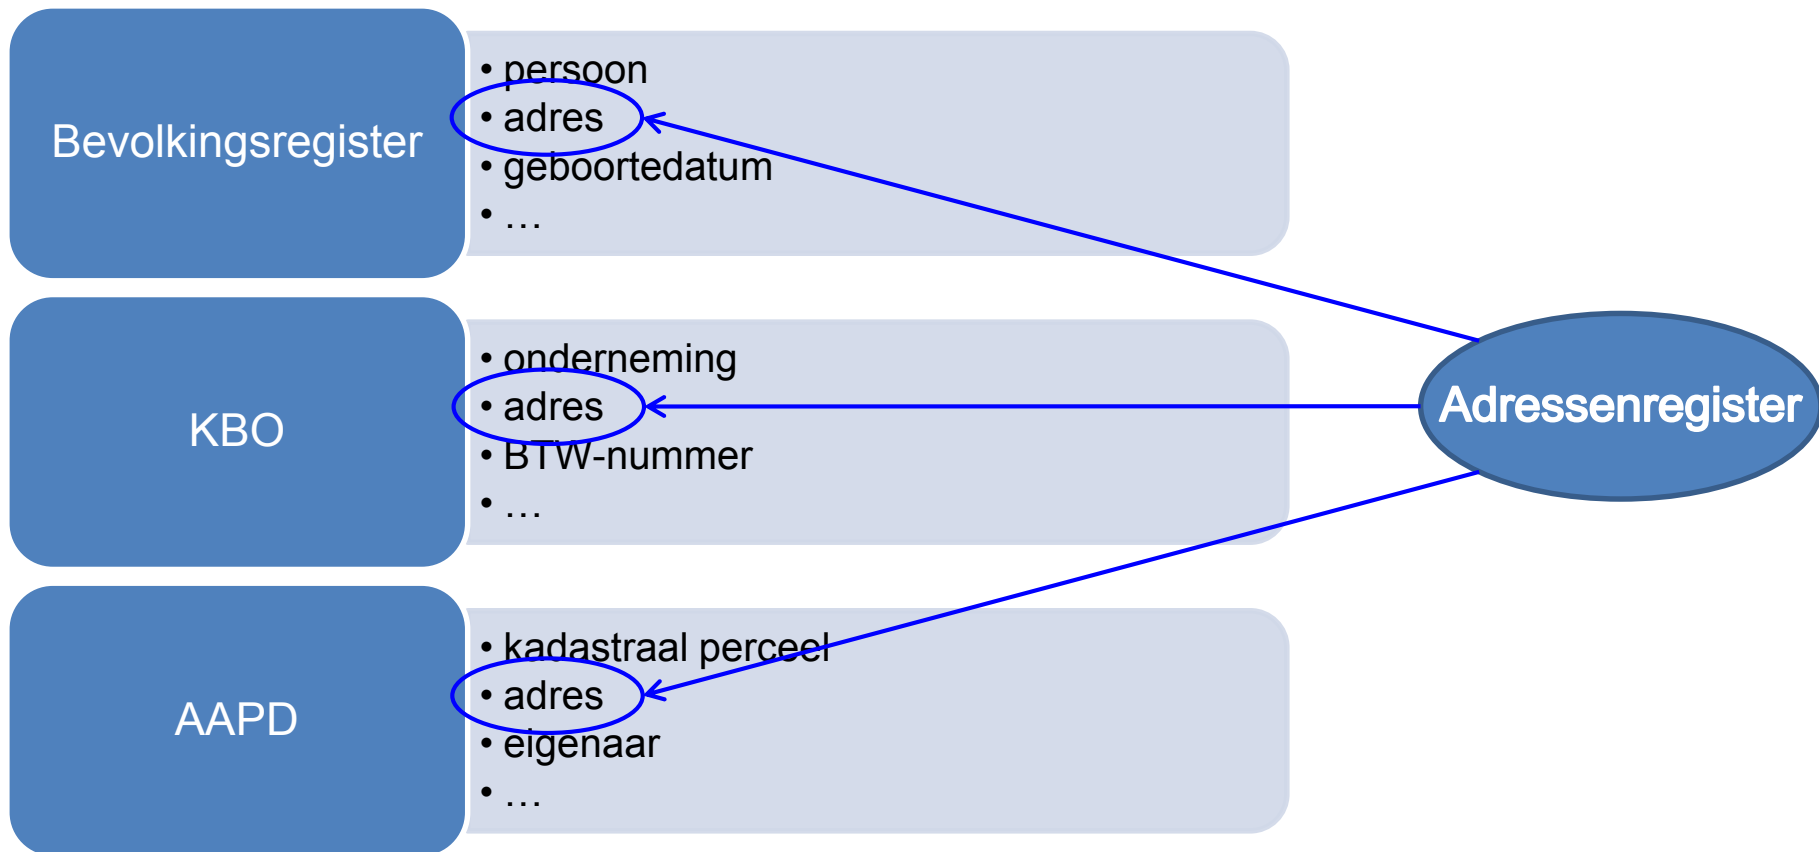 Bevolkingsregister
• persoon
• adres
• geboortedatum
• …
KBO
• onderneming
• adres
• BTW-nummer
• …
AAPD
• kadastraal perceel
• adres
• eigenaar
• …
Adressenregister